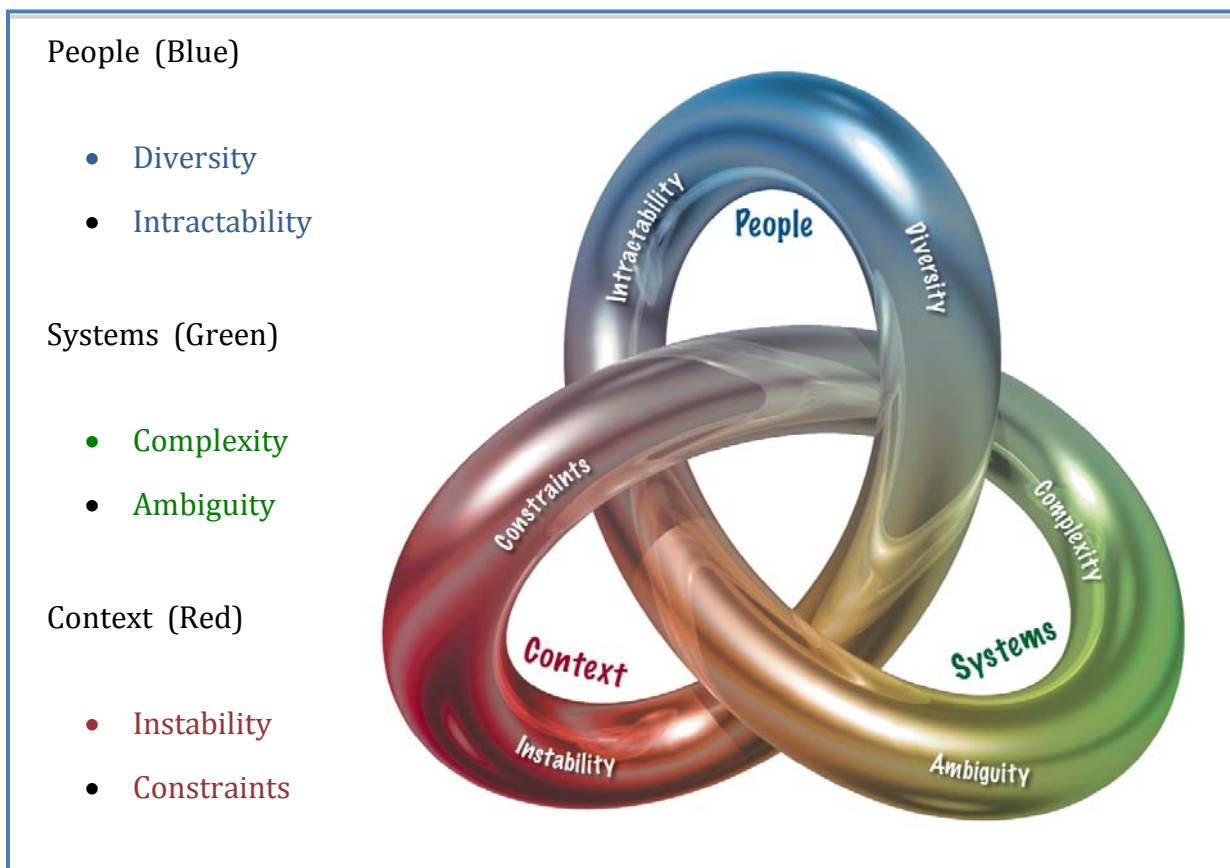 People (Blue)
• Diversity
• Intractability
Systems (Green)
• Complexity
• Ambiguity
Context (Red)
• Instability
• Constraints
Intractability
People
Diversity
Constraints
Complexity
Context
Systems
Instability
Ambiguity